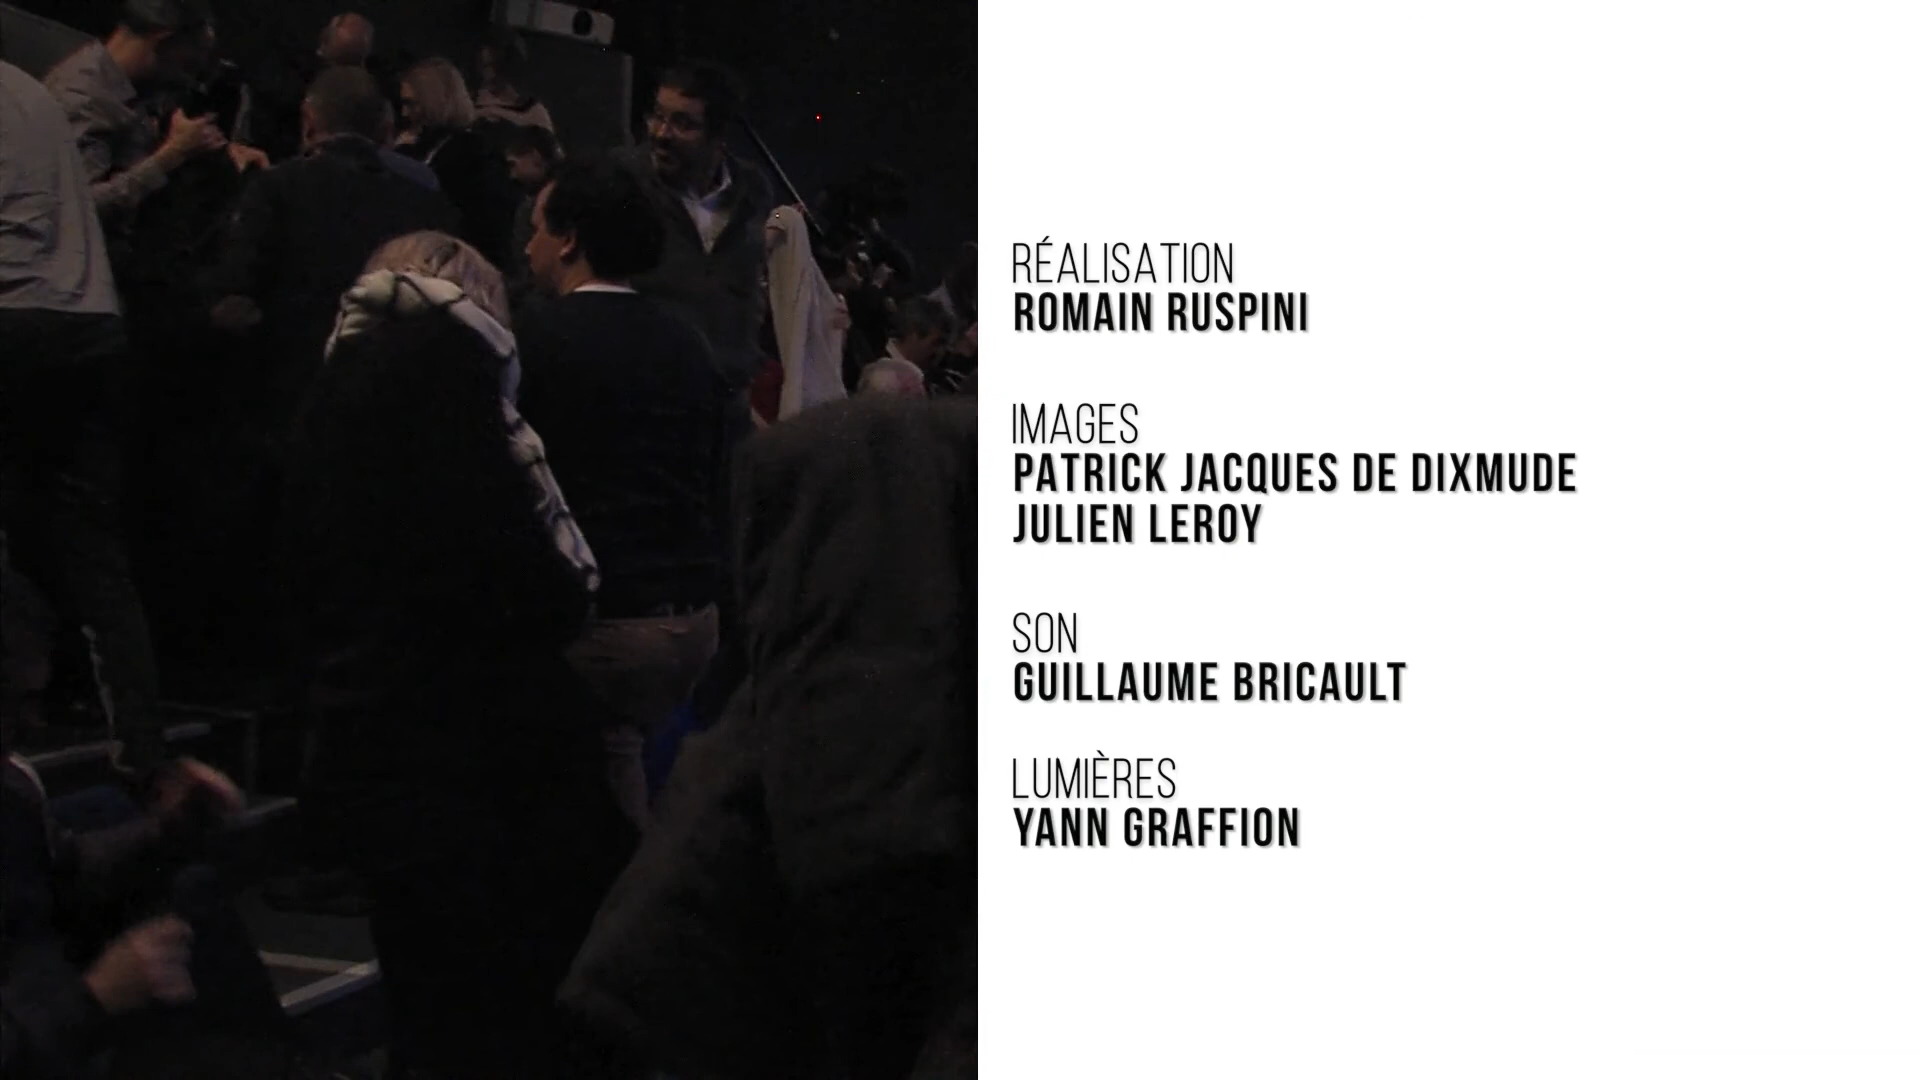 RÉALISATION
ROMAIN RUSPINI
IMAGES
PATRICK JACQUES DE DIXMUDE
JULIEN LEROY
SON
GUILLAUME BRICAULT
LUMIÈRES
YANN GRAFFION